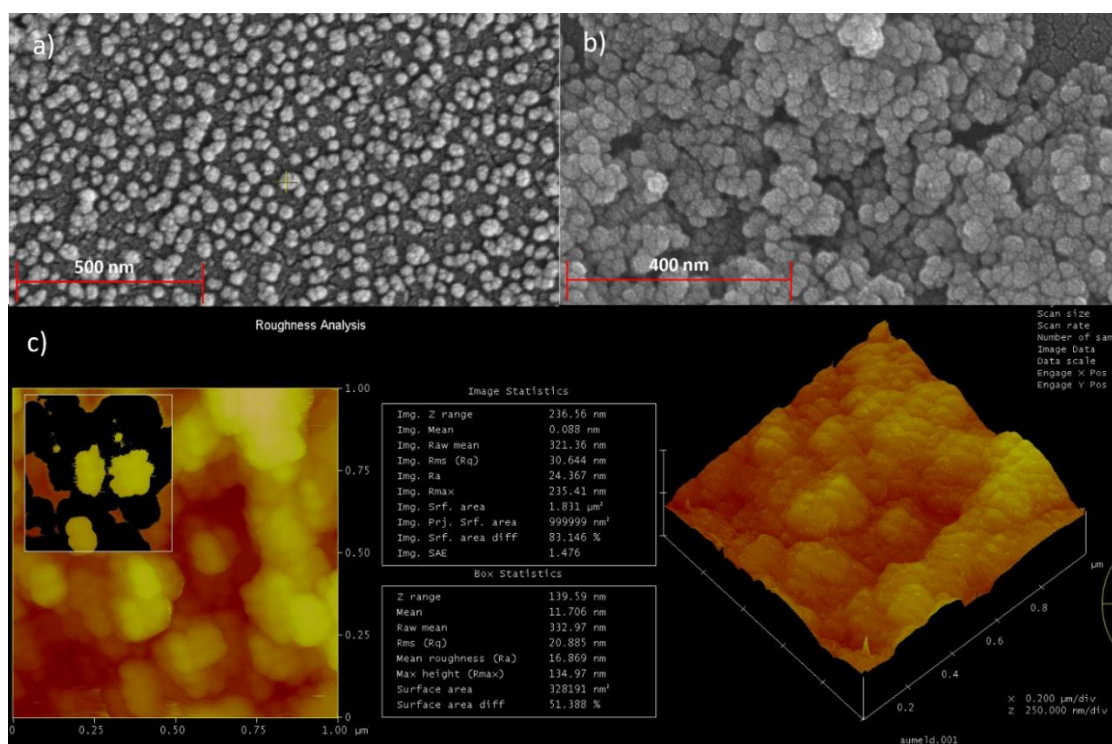 a)
500 nm
b)
400 nm
c)
Roughness Analysis
1.00
0.75
0.50
0.25
0
0 0.25 0.50 0.75 1.00 µm
Image Statistics
Img. Z range 236.56 nm
Img. Mean 0.088 nm
Img. Raw mean 321.36 nm
Img. Rms (Rq) 30.644 nm
Img. Ra 24.367 nm
Img. Rmax 235.41 nm
Img. Srf. area 1.831 µm²
Img. Prj. Srf. area 999999 nm²
Img. Srf. area diff 83.146 %
Img. SAE 1.476
Box Statistics
Z range 139.59 nm
Mean 11.706 nm
Raw mean 332.97 nm
Rms (Rq) 20.885 nm
Mean roughness (Ra) 16.869 nm
Max height (Rmax) 134.97 nm
Surface area 328191 nm²
Surface area diff 51.388 %
Scan size
Scan rate
Number of sam
Image Data
Data scale
Engage X Pos
Engage Y Pos
µm
0.8
0.6
0.4
0.2
X 0.200 µm/div
Z 250.000 nm/div
aumeld.001